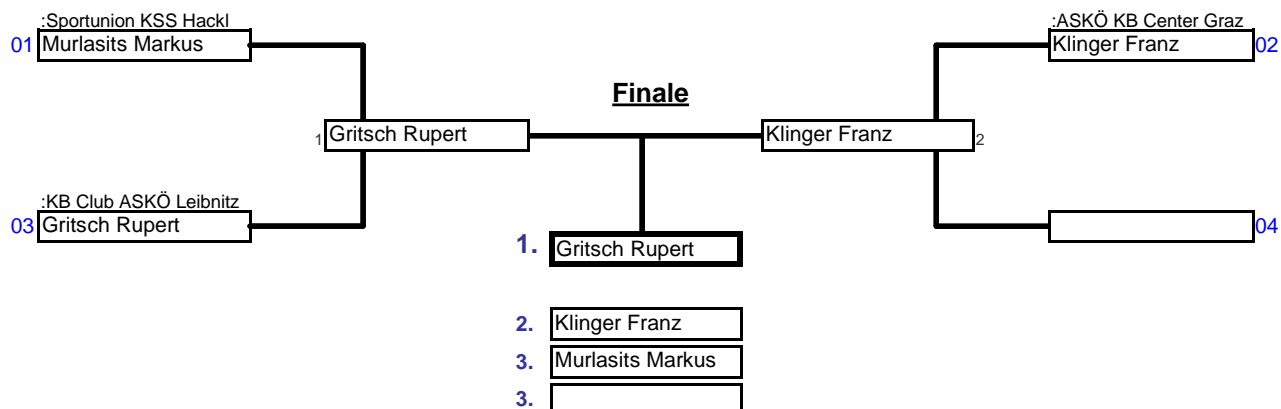 :Sportunion KSS Hackl
01 Murlasits Markus
:ASKÖ KB Center Graz
Klinger Franz 02
Finale
1 Gritsch Rupert
Klinger Franz 2
:KB Club ASKÖ Leibnitz
03 Gritsch Rupert
04
1. Gritsch Rupert
2. Klinger Franz
3. Murlasits Markus
3.